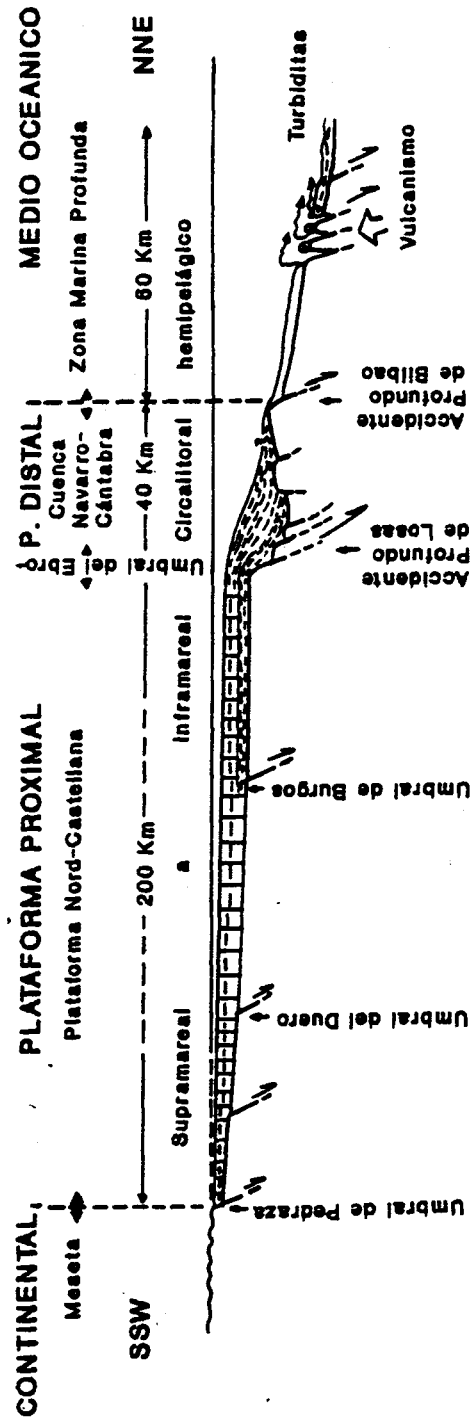 CONTINENTAL
PLATAFORMA PROXIMAL
P. DISTAL
MEDIO OCEANICO
Meseta
Plataforma Nord-Castellana
Umbral del
Ebro
Cuenca
Navarro-
Cántabra
Zona Marina Profunda
SSW
200 Km
40 Km
60 Km
NNE
Supramareal
a
Inframareal
Circalitoral
hemipelágico
Turbiditas
Umbral de Pedraza
Umbral del Duero
Umbral de Burgos
Accidente
Profundo
de Losas
Accidente
Profundo
de Bilbao
Vulcanismo